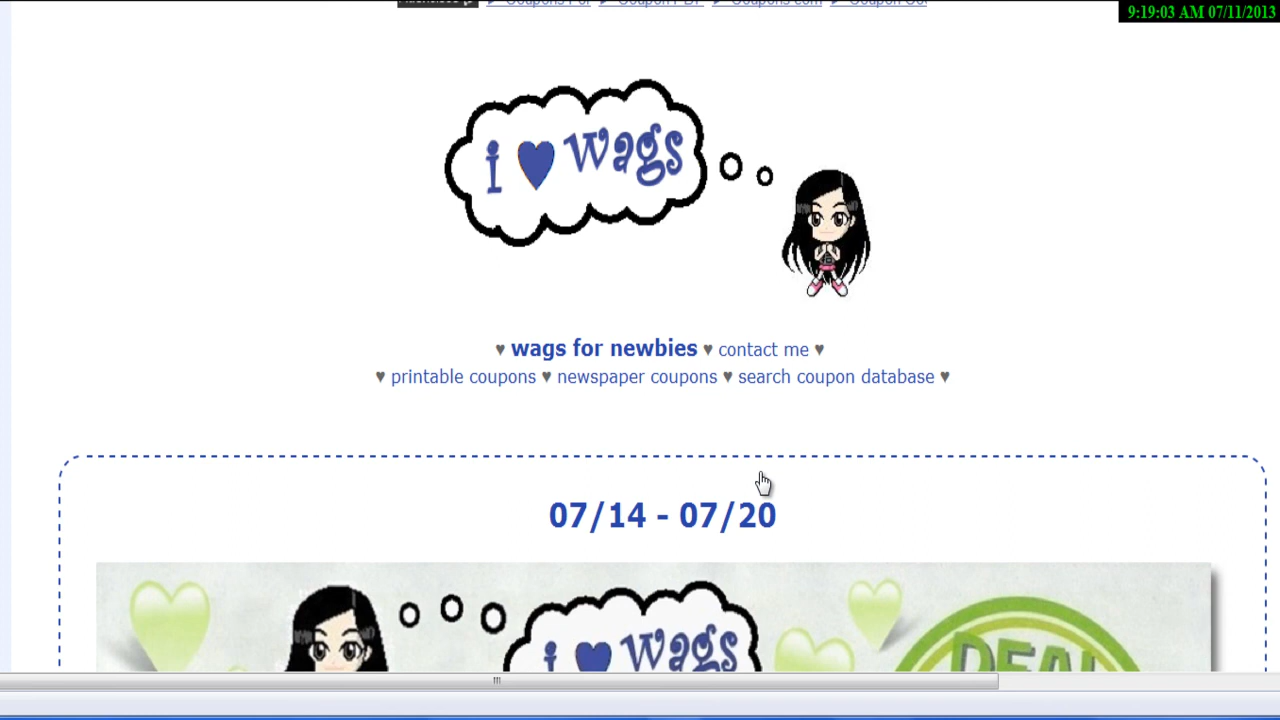 9:19:03 AM 07/11/2013
i ♥ wags
♥ wags for newbies ♥ contact me ♥
♥ printable coupons ♥ newspaper coupons ♥ search coupon database ♥
07/14 - 07/20
i ♥ wags
DEAL